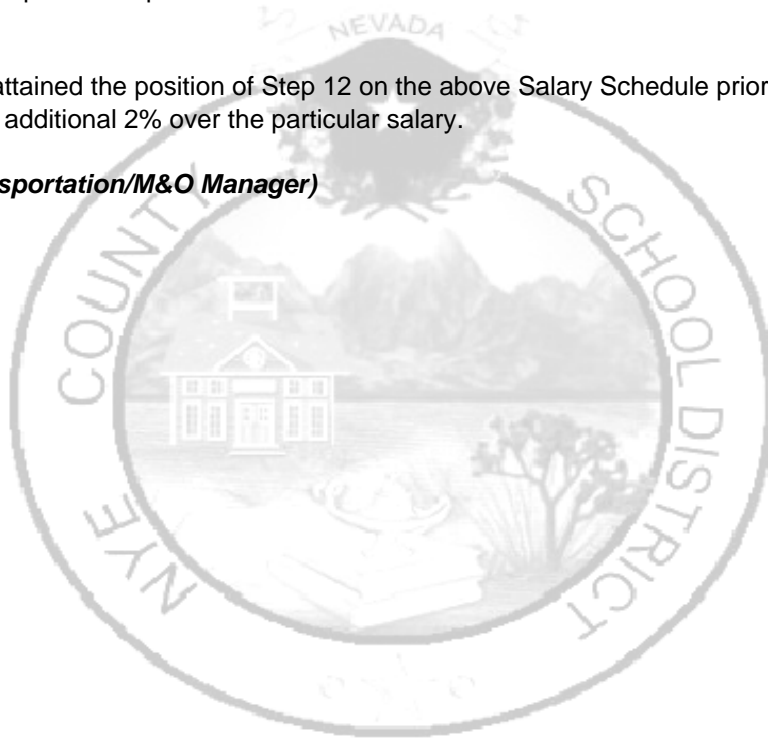 attained the position of Step 12 on the above Salary Schedule prior
additional 2% over the particular salary.
sportation/M&O Manager)
NEVADA
NYE COUNTY SCHOOL DISTRICT